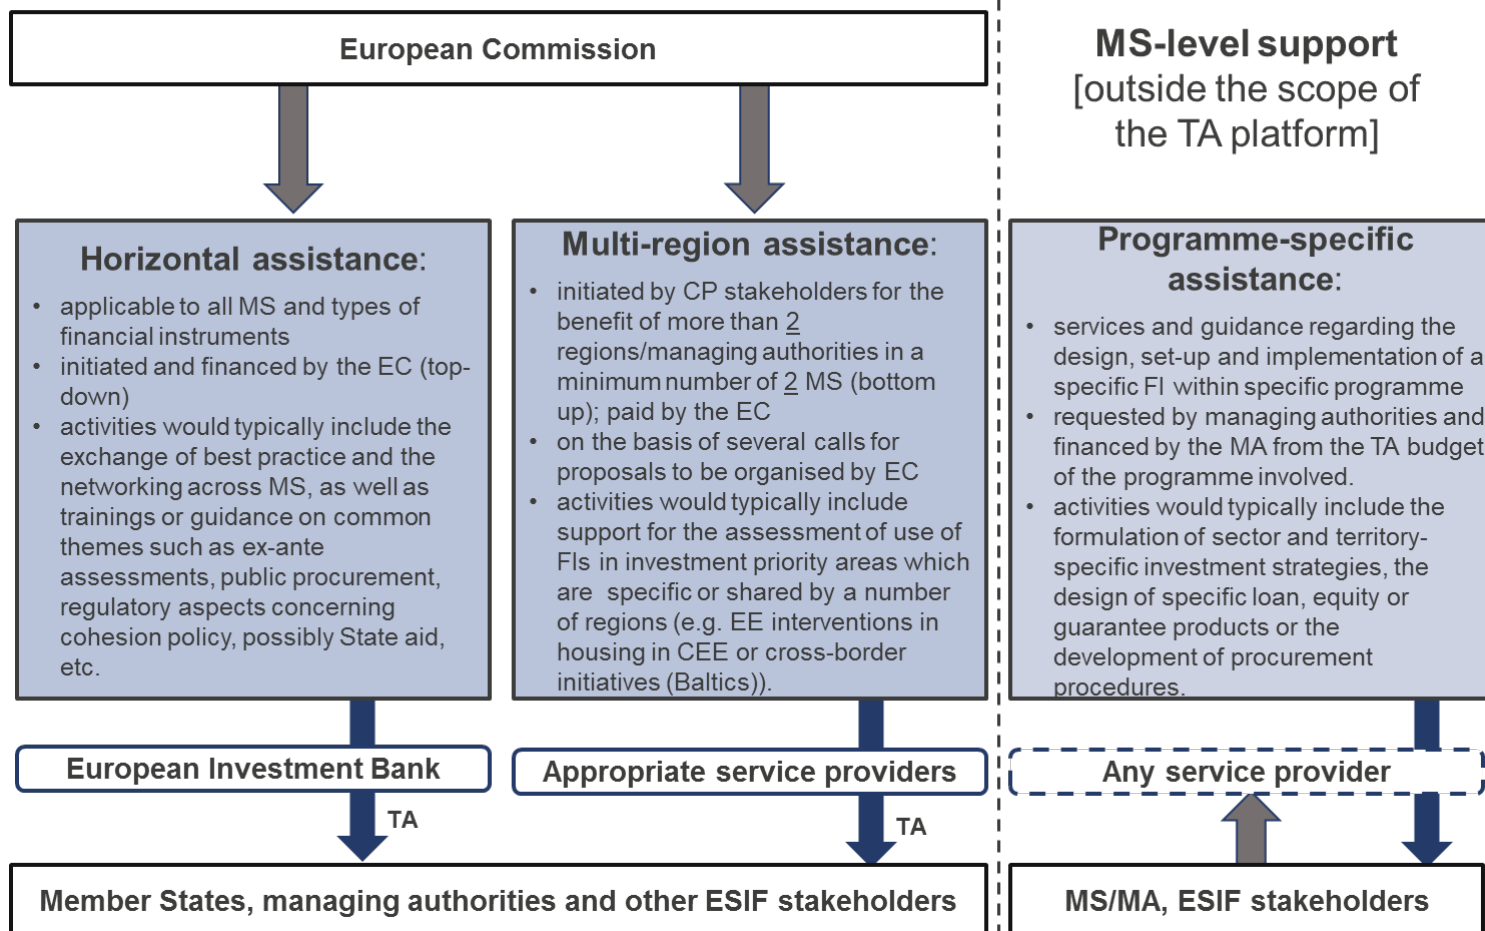 European Commission
MS-level support
[outside the scope of
the TA platform]
Horizontal assistance:
• applicable to all MS and types of
financial instruments
• initiated and financed by the EC (top-
down)
• activities would typically include the
exchange of best practice and the
networking across MS, as well as
trainings or guidance on common
themes such as ex-ante
assessments, public procurement,
regulatory aspects concerning
cohesion policy, possibly State aid,
etc.
Multi-region assistance:
• initiated by CP stakeholders for the
benefit of more than 2
regions/managing authorities in a
minimum number of 2 MS (bottom
up); paid by the EC
• on the basis of several calls for
proposals to be organised by EC
• activities would typically include
support for the assessment of use of
FIs in investment priority areas which
are specific or shared by a number
of regions (e.g. EE interventions in
housing in CEE or cross-border
initiatives (Baltics)).
Programme-specific
assistance:
• services and guidance regarding the
design, set-up and implementation of a
specific FI within specific programme
• requested by managing authorities and
financed by the MA from the TA budget
of the programme involved.
• activities would typically include the
formulation of sector and territory-
specific investment strategies, the
design of specific loan, equity or
guarantee products or the
development of procurement
procedures.
European Investment Bank
Appropriate service providers
Any service provider
TA
TA
Member States, managing authorities and other ESIF stakeholders
MS/MA, ESIF stakeholders